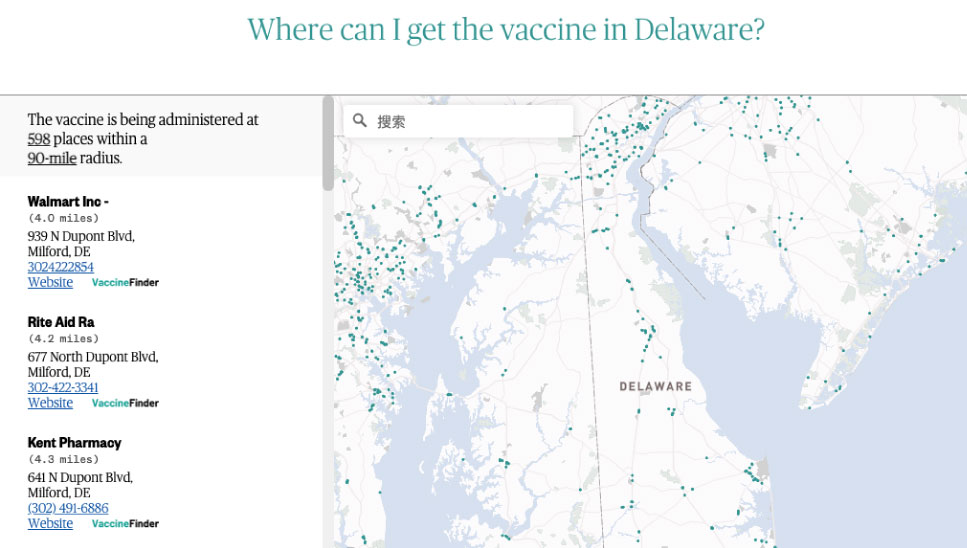 Where can I get the vaccine in Delaware?
搜索
The vaccine is being administered at
598 places within a
90-mile radius.
Walmart Inc -
(4.0 miles)
939 N Dupont Blvd,
Milford, DE
3024222854
Website VaccineFinder
Rite Aid Ra
(4.2 miles)
677 North Dupont Blvd,
Milford, DE
302-422-3341
Website VaccineFinder
Kent Pharmacy
(4.3 miles)
641 N Dupont Blvd,
Milford, DE
(302) 491-6886
Website VaccineFinder
DELAWARE